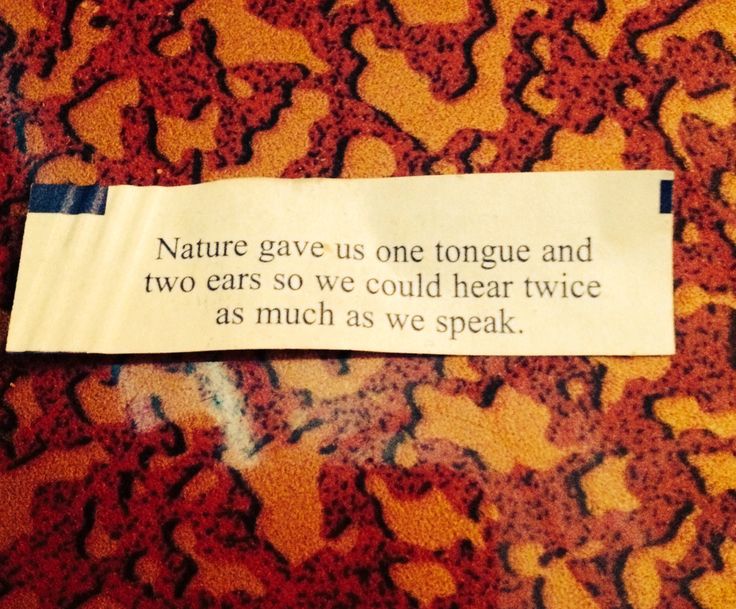 Nature gave us one tongue and
two ears so we could hear twice
as much as we speak.